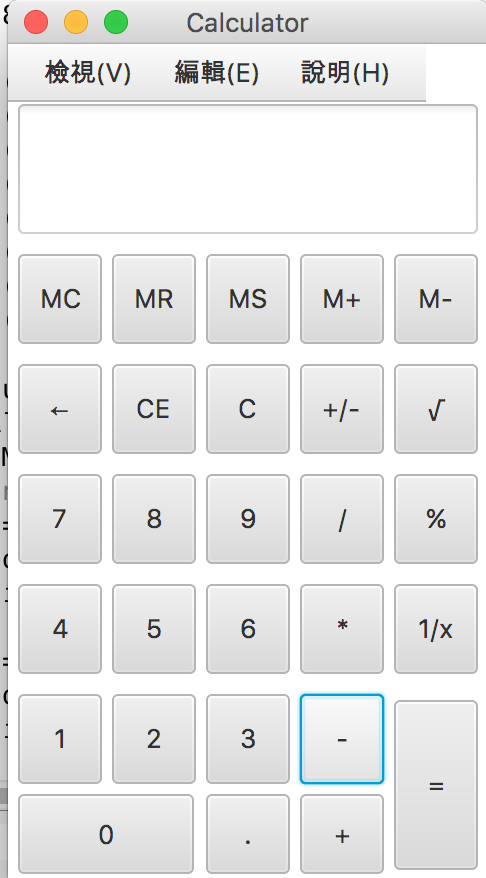 Calculator
檢視(V) 編輯(E) 說明(H)
MC MR MS M+ M-
← CE C +/- √
7 8 9 / %
4 5 6 * 1/x
1 2 3 -
=
0 . +